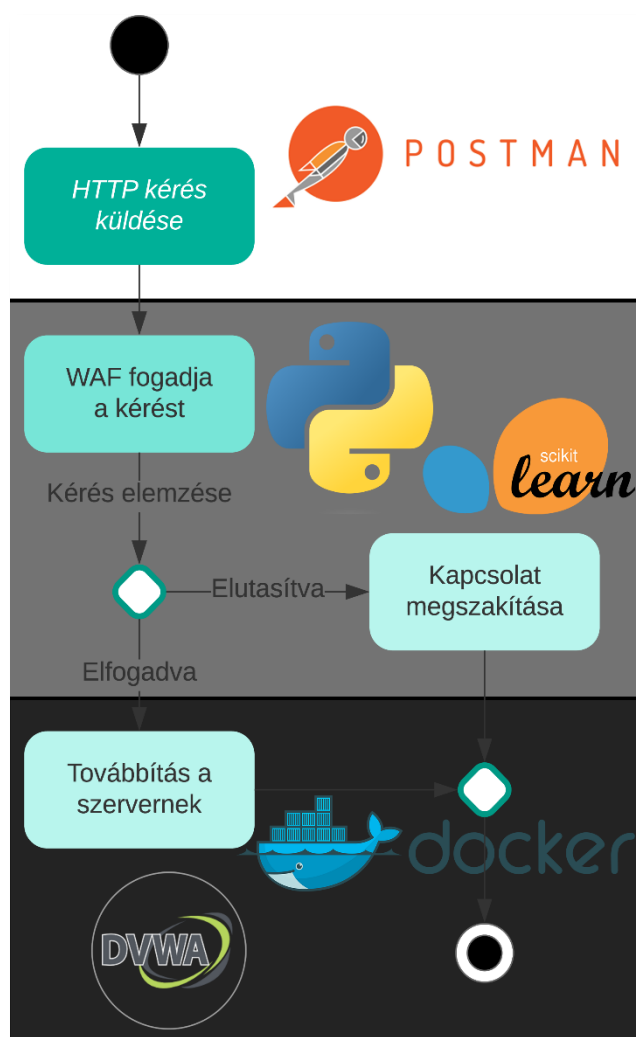 HTTP kérés
küldése
POSTMAN
WAF fogadja
a kérést
scikit
learn
Kérés elemzése
Elutasítva
Kapcsolat
megszakítása
Elfogadva
Továbbítás a
szervernek
docker
DVWA